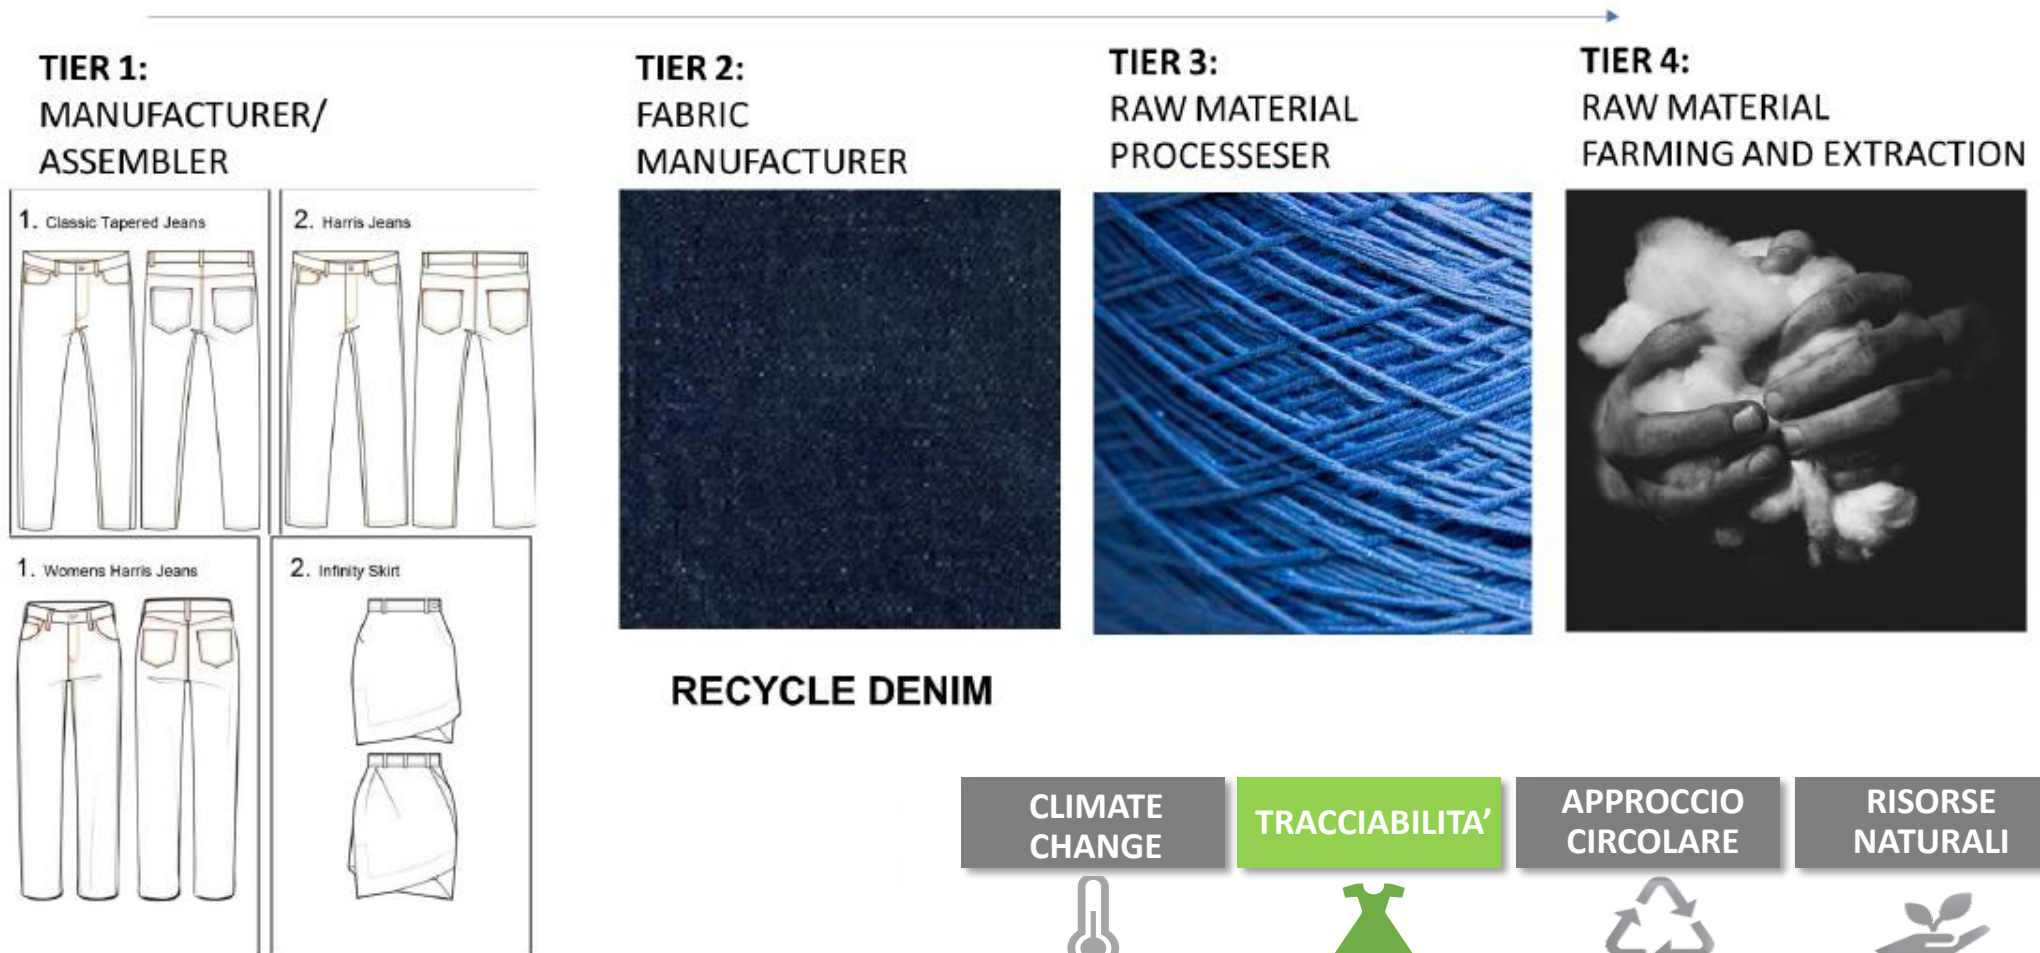 TIER 1:
MANUFACTURER/
ASSEMBLER
TIER 2:
FABRIC
MANUFACTURER
TIER 3:
RAW MATERIAL
PROCESSESER
TIER 4:
RAW MATERIAL
FARMING AND EXTRACTION
1. Classic Tapered Jeans
2. Harris Jeans
1. Womens Harris Jeans
2. Infinity Skirt
RECYCLE DENIM
CLIMATE
CHANGE
TRACCIABILITA’
APPROCCIO
CIRCOLARE
RISORSE
NATURALI